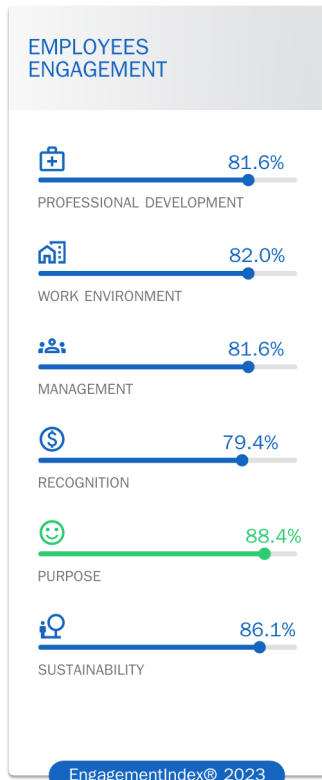 EMPLOYEES
ENGAGEMENT
81.6%
PROFESSIONAL DEVELOPMENT
82.0%
WORK ENVIRONMENT
81.6%
MANAGEMENT
79.4%
RECOGNITION
88.4%
PURPOSE
86.1%
SUSTAINABILITY
EngagementIndex® 2023